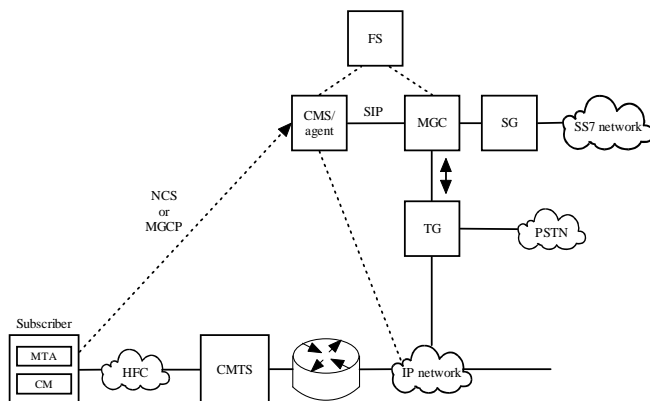 FS
CMS/
agent
SIP
MGC
SG
SS7 network
NCS
or
MGCP
TG
PSTN
Subscriber
MTA
CM
HFC
CMTS
IP network